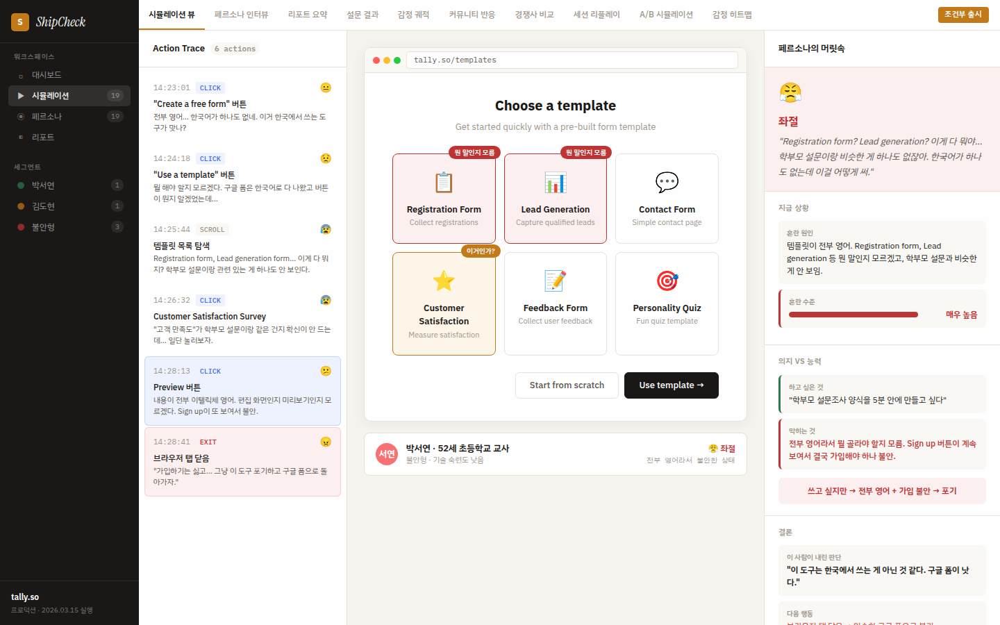 S ShipCheck
워크스페이스
대시보드
시뮬레이션 19
페르소나 19
리포트
세그먼트
박서연 1
김도현 1
불안형 3
tally.so
프로덕션 · 2026.03.15 실행
시뮬레이션 뷰 페르소나 인터뷰 리포트 요약 설문 결과 감정 궤적 커뮤니티 반응 경쟁사 비교 세션 리플레이 A/B 시뮬레이션 감정 히트맵 조건부 출시
Action Trace 6 actions
14:23:01 CLICK
"Create a free form" 버튼
전부 영어... 한국어가 하나도 없네. 이거 한국에서 쓰는 도
구가 맞나?
14:24:18 CLICK
"Use a template" 버튼
뭘 해야 할지 모르겠다. 구글 폼은 한국어로 다 나왔고 버튼
이 뭔지 알겠었는데...
14:25:44 SCROLL
템플릿 목록 탐색
Registration form, Lead generation form... 이게 다 뭐
지? 학부모 설문이랑 관련 있는 게 하나도 안 보인다.
14:26:32 CLICK
Customer Satisfaction Survey
"고객 만족도"가 학부모 설문이랑 같은 건지 확신이 안 드는
데... 일단 눌러보자.
14:28:13 CLICK
Preview 버튼
내용이 전부 이탤릭체 영어. 편집 화면인지 미리보기인지 모
르겠다. Sign up이 또 보여서 불안.
14:28:41 EXIT
브라우저 탭 닫음
"가입하기는 싫고... 그냥 이 도구 포기하고 구글 폼으로 돌
아가자."
tally.so/templates
Choose a template
Get started quickly with a pre-built form template
뭔 말인지 모름
Registration Form
Collect registrations
뭔 말인지 모름
Lead Generation
Capture qualified leads
Contact Form
Simple contact page
이거인가?
Customer
Satisfaction
Measure satisfaction
Feedback Form
Collect user feedback
Personality Quiz
Fun quiz template
Start from scratch
Use template →
서연
박서연 · 52세 초등학교 교사
불안형 · 기술 숙련도 낮음
좌절
전부 영어라서 불안한 상태
페르소나의 머릿속
좌절
"Registration form? Lead generation? 이게 다 뭐야...
학부모 설문이랑 비슷한 게 하나도 없잖아. 한국어가 하나
도 없는데 이걸 어떻게 써."
지금 상황
혼란 원인
템플릿이 전부 영어. Registration form, Lead
generation 등 뭔 말인지 모르겠고, 학부모 설문과 비슷한
게 안 보임.
혼란 수준
매우 높음
의지 VS 능력
하고 싶은 것
"학부모 설문조사 양식을 5분 안에 만들고 싶다"
막히는 것
전부 영어라서 뭘 골라야 할지 모름. Sign up 버튼이 계속
보여서 결국 가입해야 하나 불안.
쓰고 싶지만 → 전부 영어 + 가입 불안 → 포기
결론
이 사람이 내린 판단
"이 도구는 한국에서 쓰는 게 아닌 것 같다. 구글 폼이 낫
다."
다음 행동